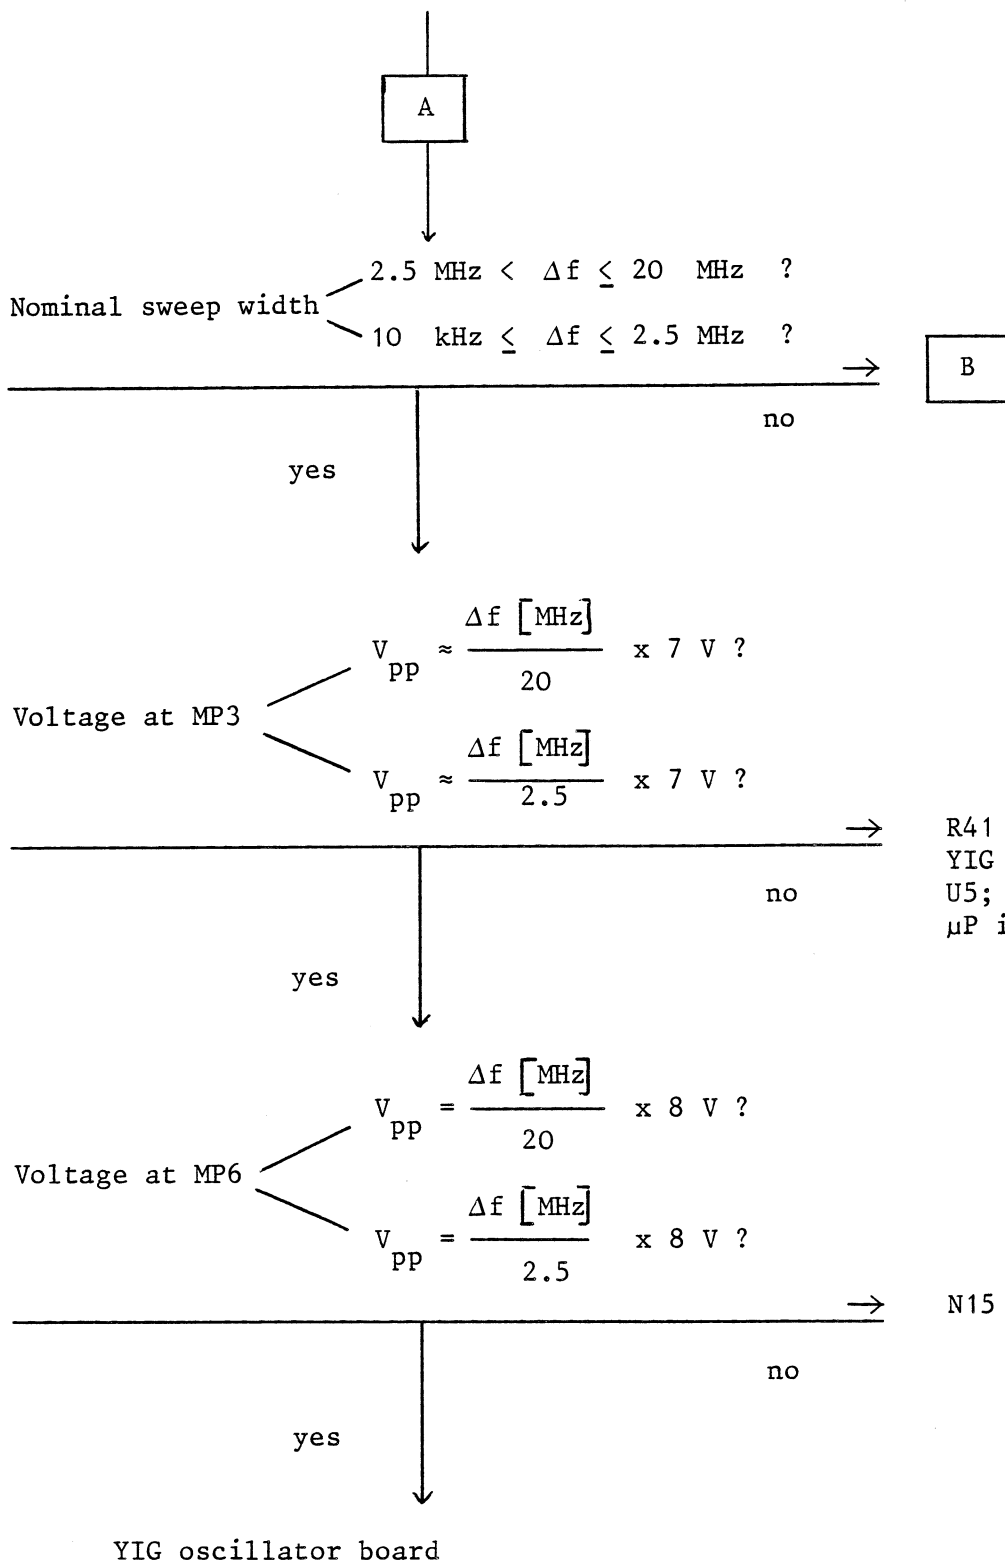 A
2.5 MHz < Δf ≤ 20 MHz ?
Nominal sweep width
10 kHz ≤ Δf ≤ 2.5 MHz ?
B
no
yes
Δf [MHz]
V_pp ≈ ──── x 7 V ?
20
Voltage at MP3
Δf [MHz]
V_pp ≈ ──── x 7 V ?
2.5
R41
YIG
U5;
no
µP i
yes
Δf [MHz]
V_pp = ──── x 8 V ?
20
Voltage at MP6
Δf [MHz]
V_pp = ──── x 8 V ?
2.5
N15
no
yes
YIG oscillator board